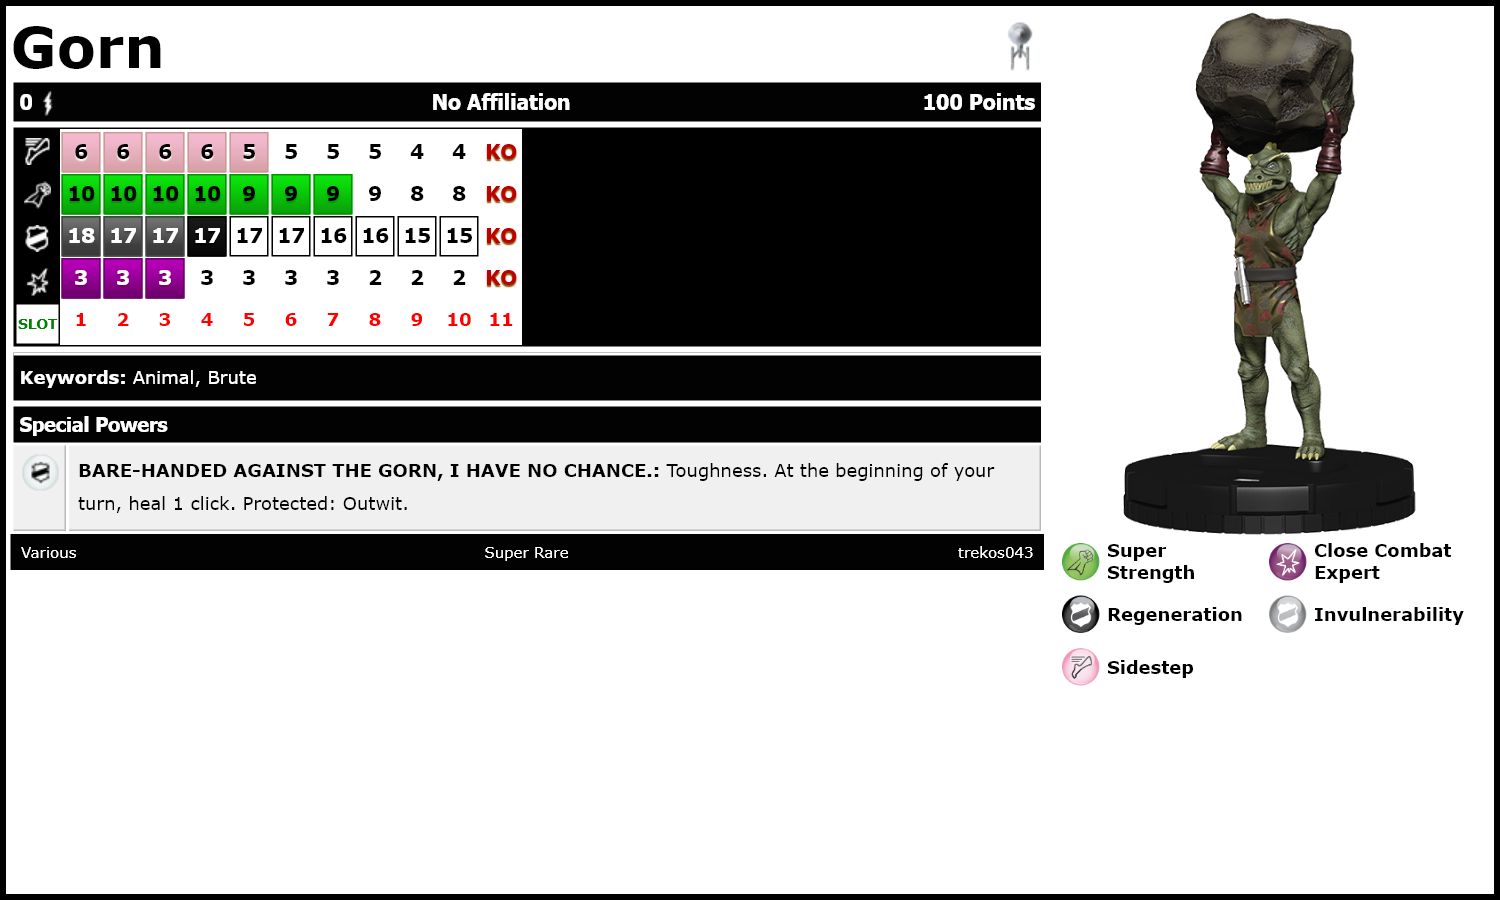 Gorn
0 No Affiliation 100 Points
6 6 6 6 5 5 5 5 4 4 KO
10 10 10 10 9 9 9 9 8 8 KO
18 17 17 17 17 17 16 16 15 15 KO
3 3 3 3 3 3 3 2 2 2 KO
SLOT 1 2 3 4 5 6 7 8 9 10 11
Keywords: Animal, Brute
Special Powers
BARE-HANDED AGAINST THE GORN, I HAVE NO CHANCE.: Toughness. At the beginning of your
turn, heal 1 click. Protected: Outwit.
Various Super Rare trekos043
Super
Strength
Close Combat
Expert
Regeneration
Invulnerability
Sidestep